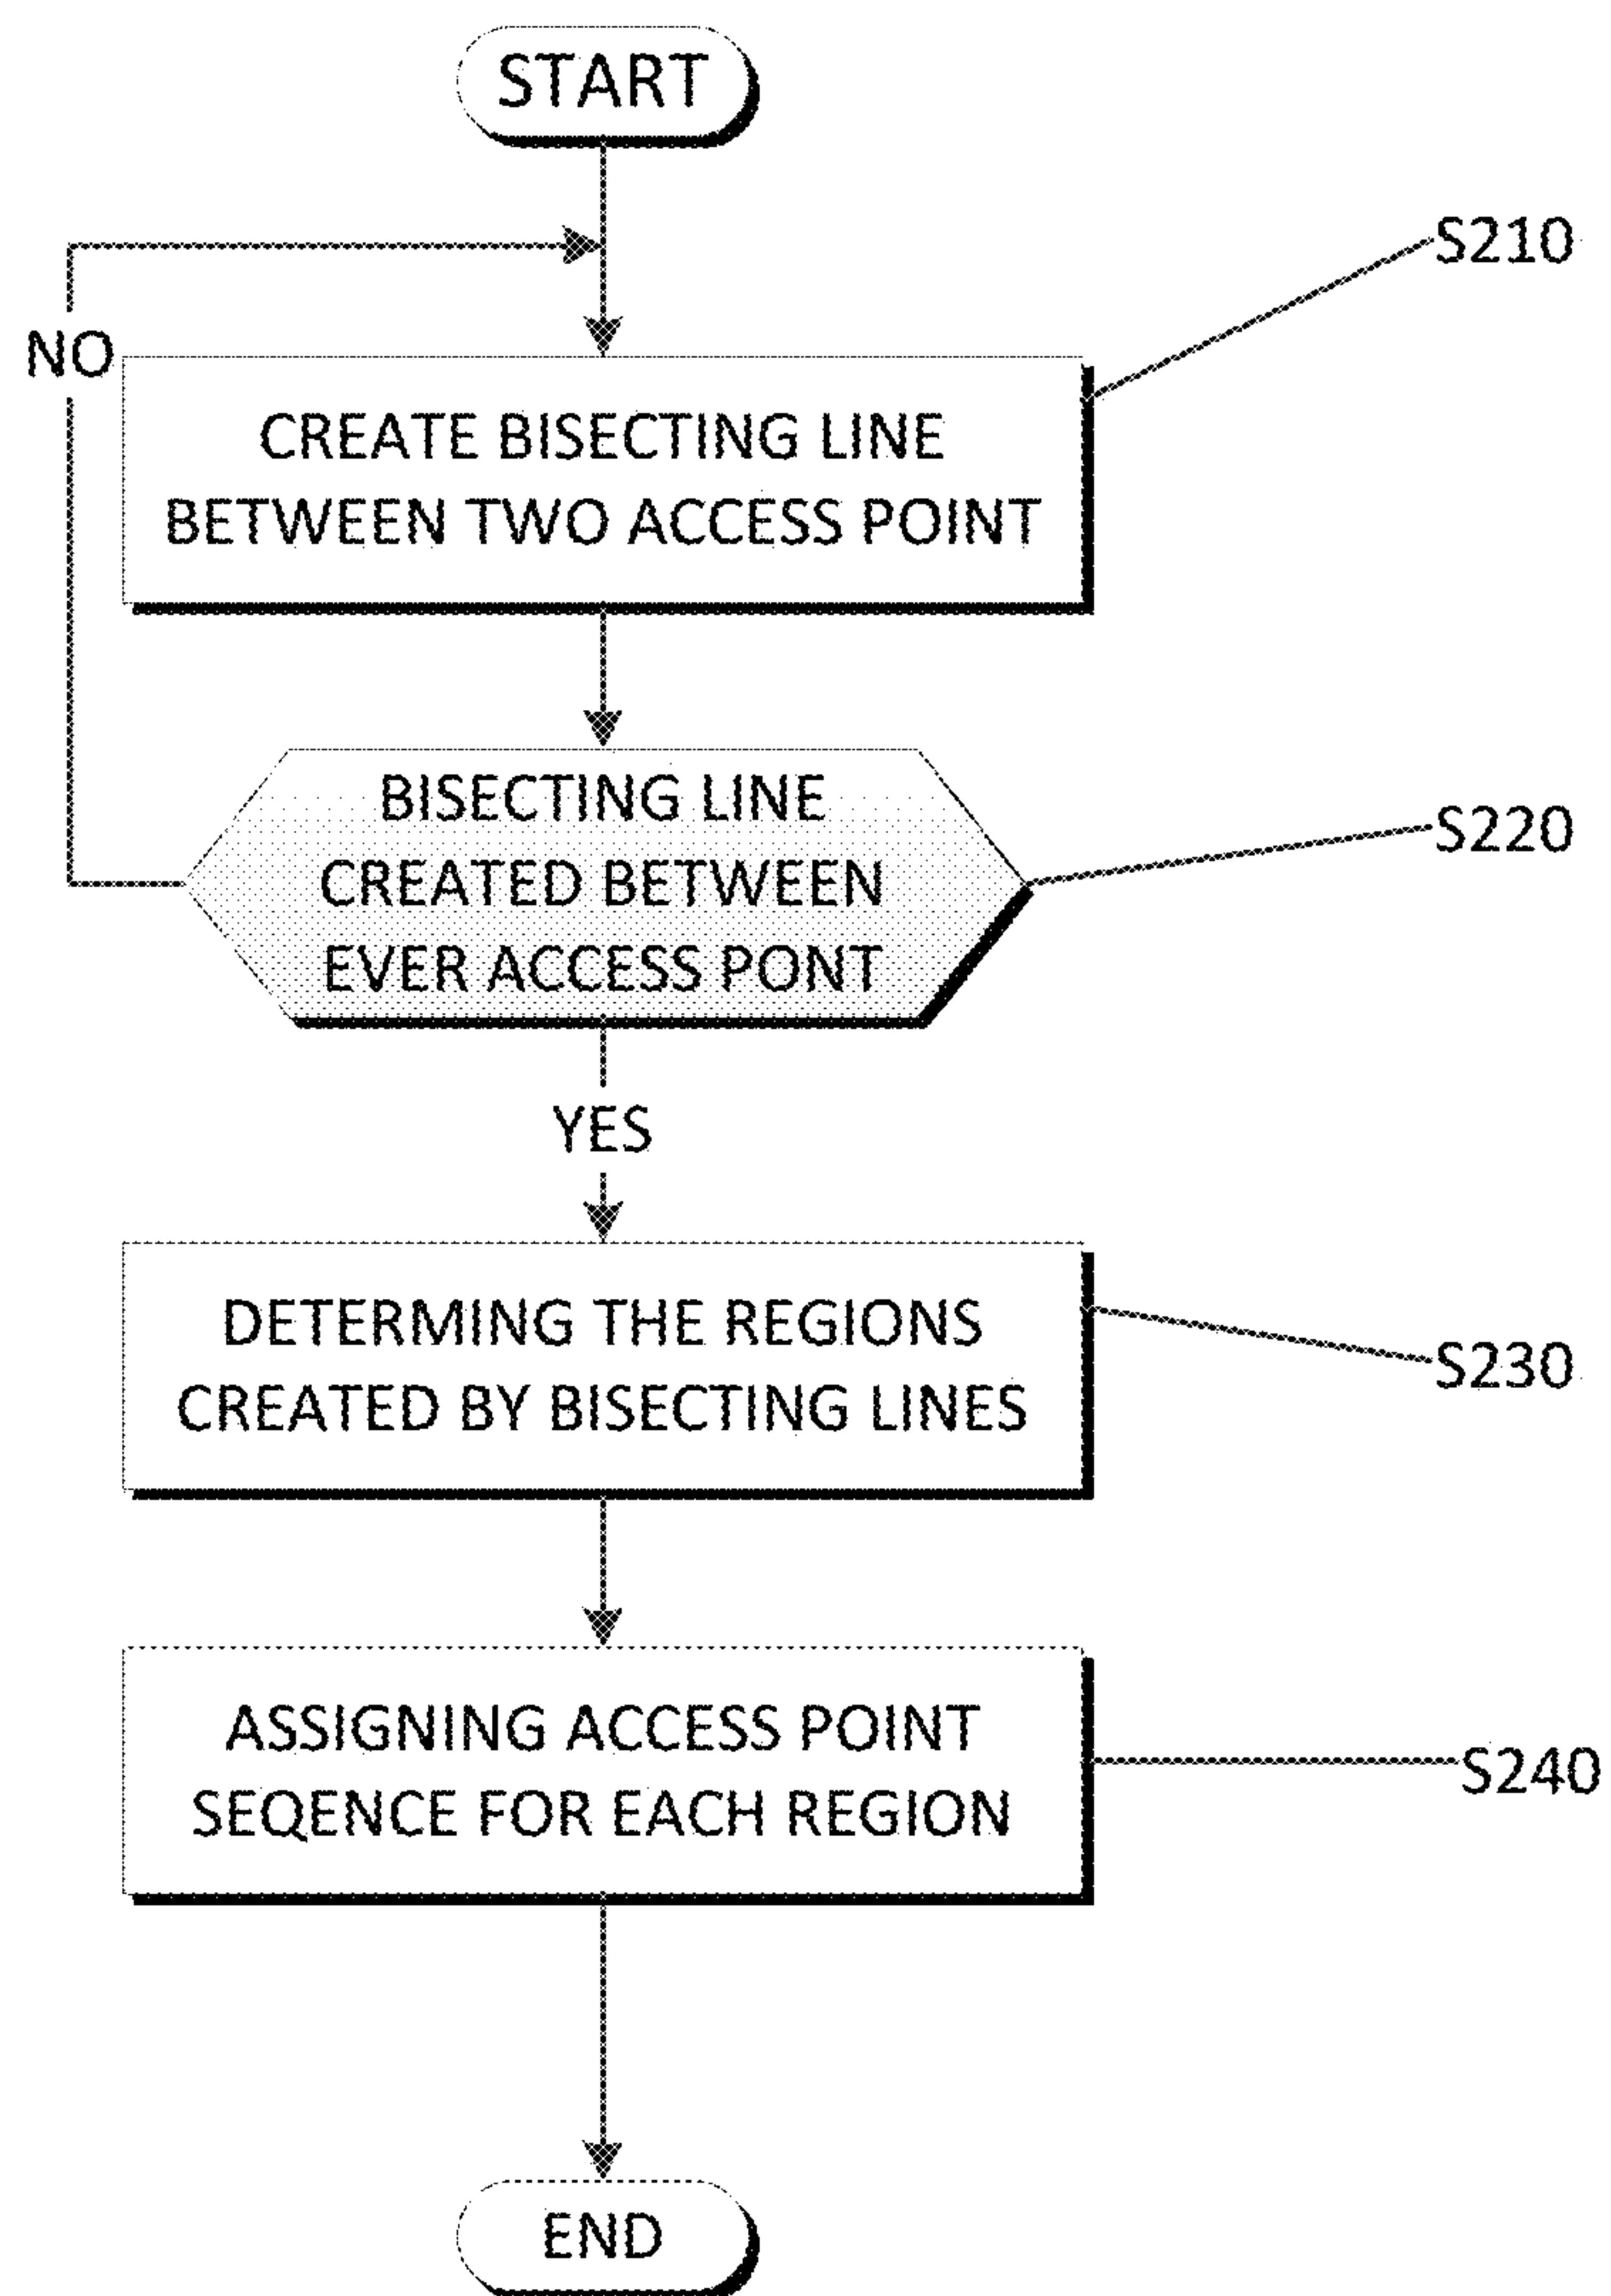 START
S210
NO
CREATE BISECTING LINE
BETWEEN TWO ACCESS POINT
BISECTING LINE
CREATED BETWEEN
EVER ACCESS PONT
S220
YES
DETERMING THE REGIONS
CREATED BY BISECTING LINES
S230
ASSIGNING ACCESS POINT
SEQENCE FOR EACH REGION
S240
END